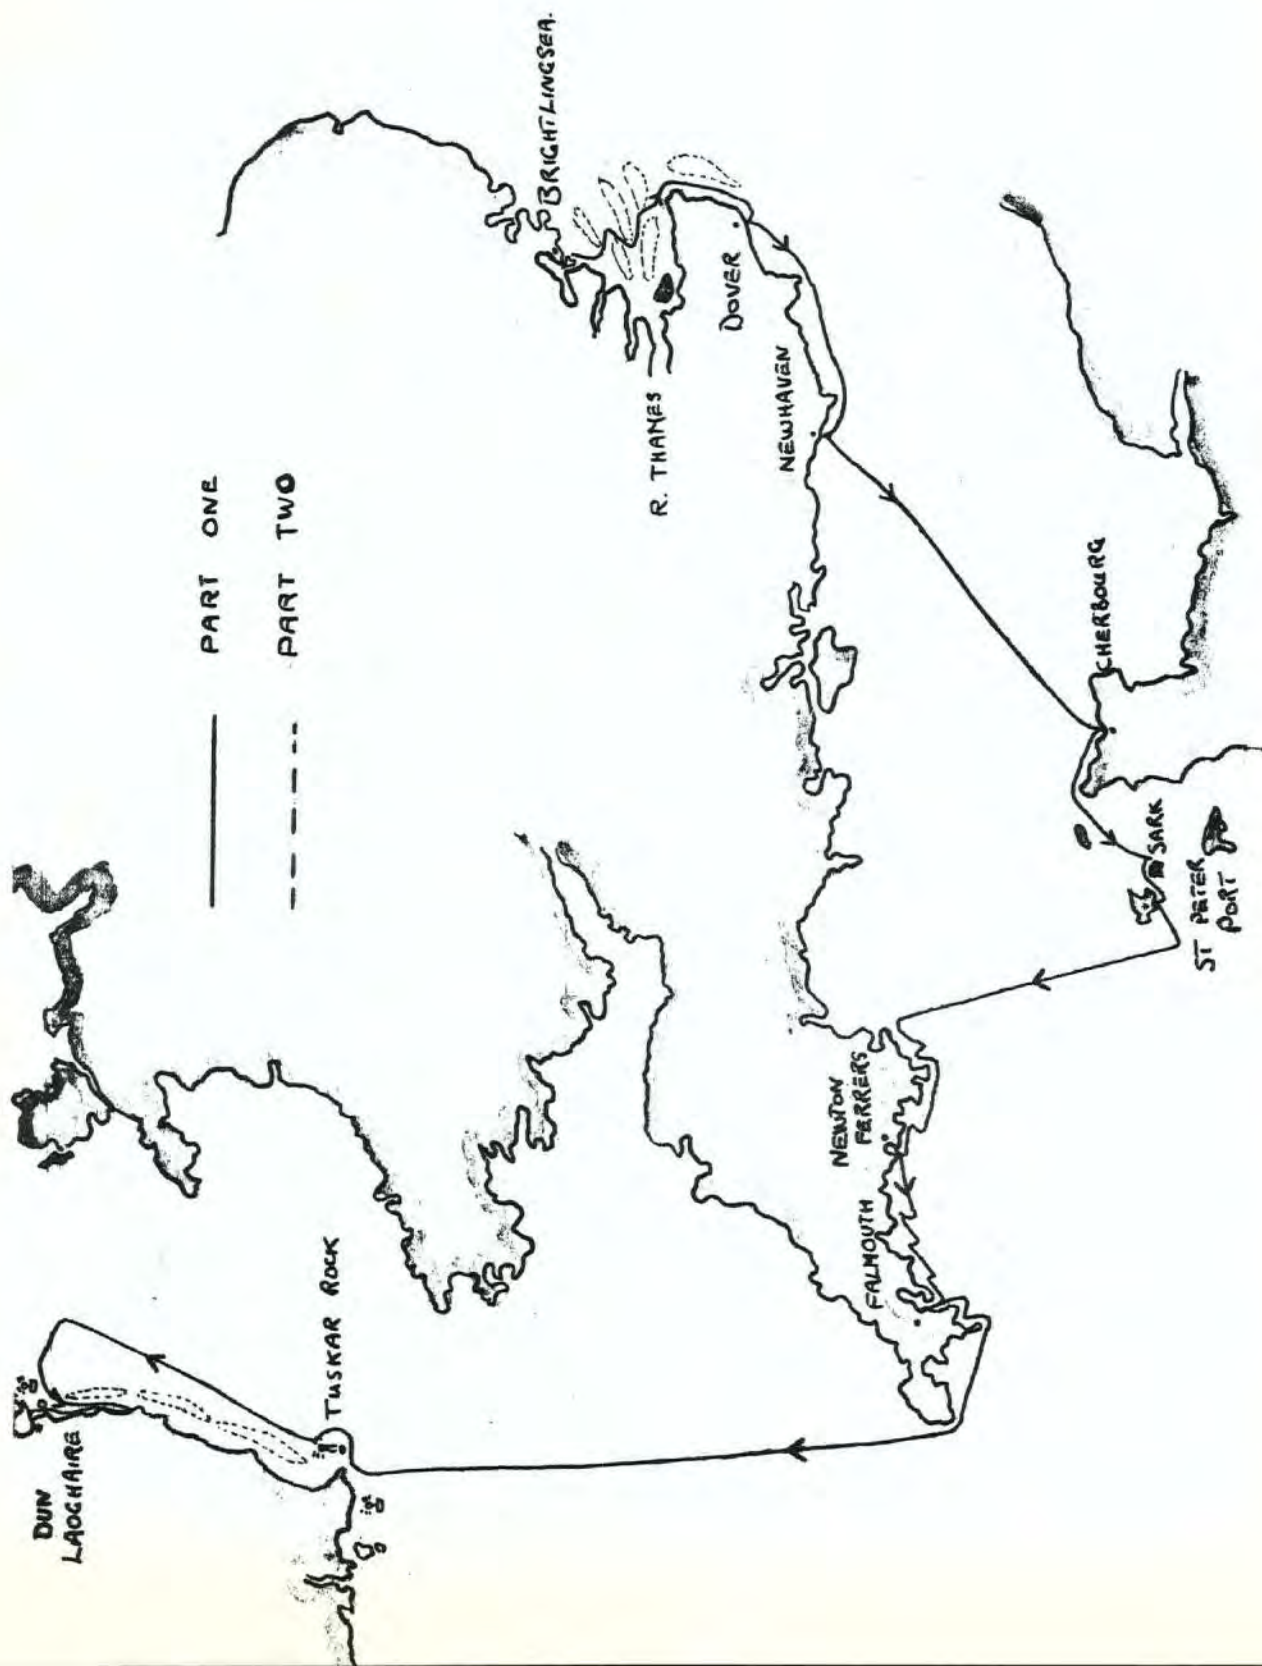 DUN
LAOGHAIRE
TUSKAR ROCK
PART ONE
PART TWO
BRIGHTLINGSEA.
R. THAMES
DOVER
NEWHAVEN
FALMOUTH
NEWTON
FERRERS
CHERBOURG
SARK
ST PETER
PORT